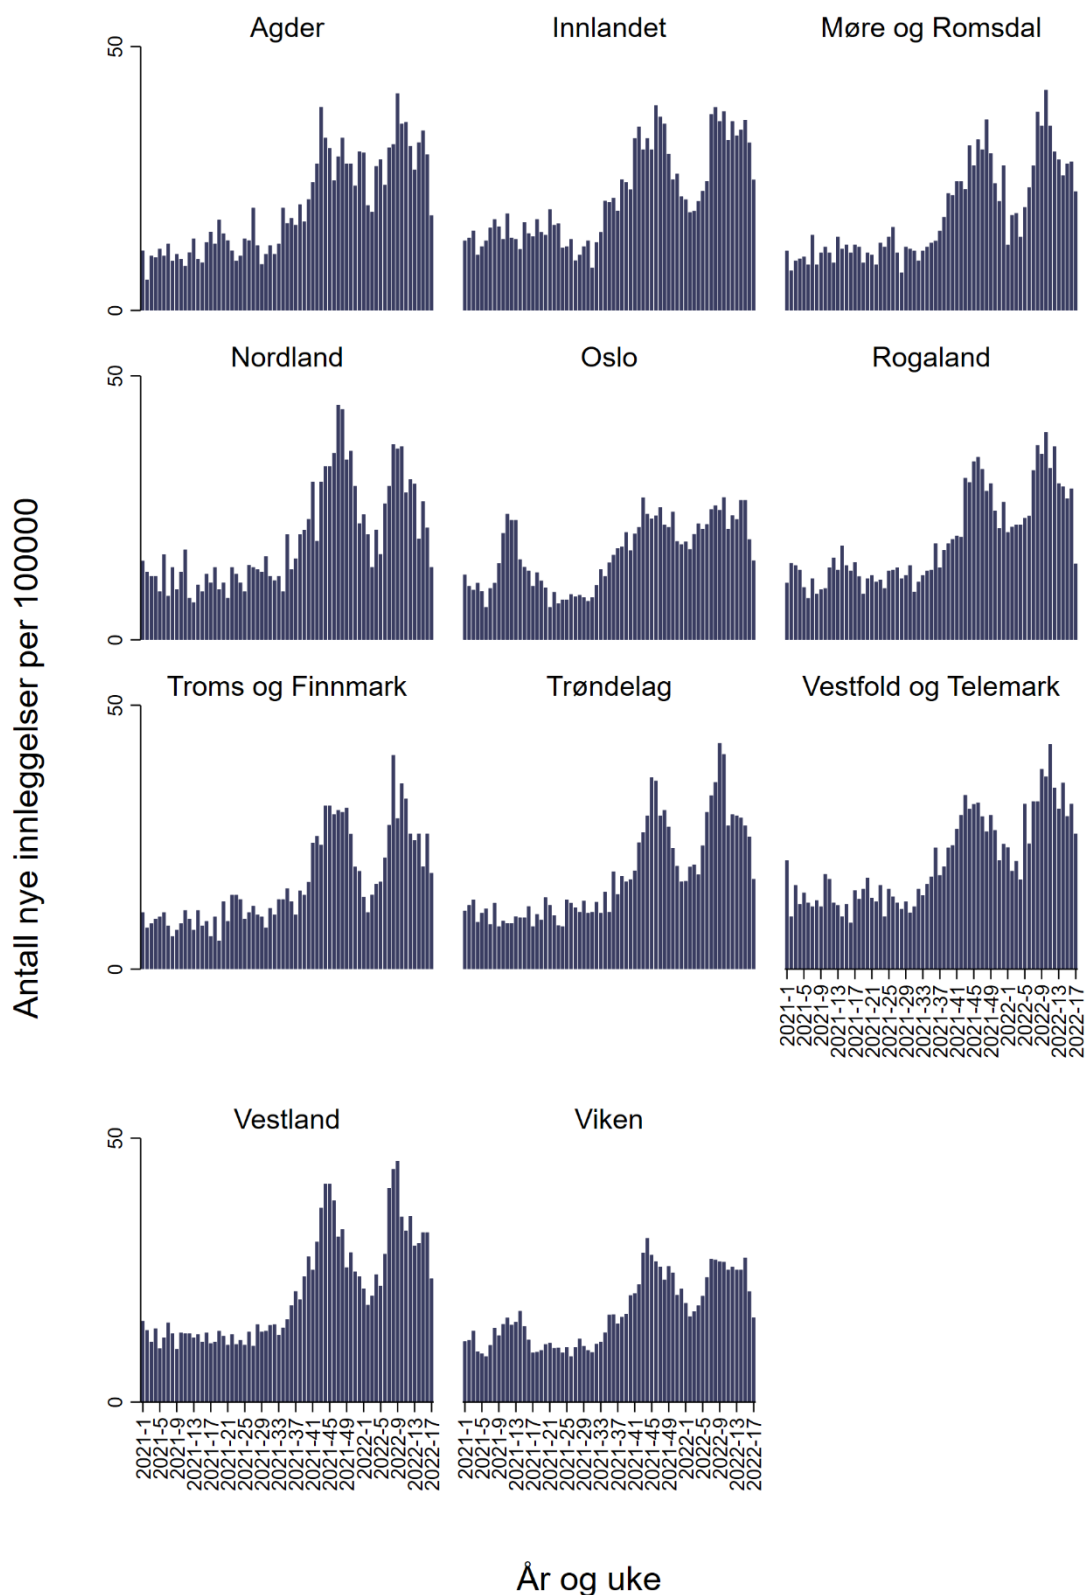 Agder Innlandet Møre og Romsdal
50
0
Nordland Oslo Rogaland
50
0
Antall nye innleggelser per 100000
Troms og Finnmark Trøndelag Vestfold og Telemark
50
0
2021-1 2021-5 2021-9 2021-13 2021-17 2021-21 2021-25 2021-29 2021-33 2021-37 2021-41 2021-45 2021-49 2022-1 2022-5 2022-9 2022-13 2022-17
Vestland Viken
50
0
2021-1 2021-5 2021-9 2021-13 2021-17 2021-21 2021-25 2021-29 2021-33 2021-37 2021-41 2021-45 2021-49 2022-1 2022-5 2022-9 2022-13 2022-17
2021-1 2021-5 2021-9 2021-13 2021-17 2021-21 2021-25 2021-29 2021-33 2021-37 2021-41 2021-45 2021-49 2022-1 2022-5 2022-9 2022-13 2022-17
År og uke